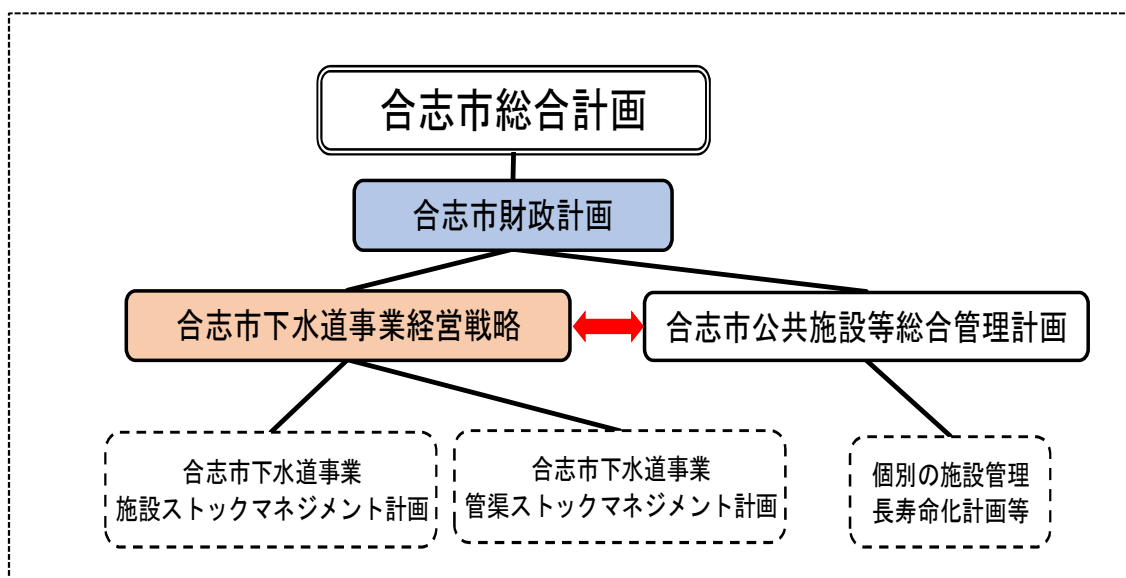 合志市総合計画
合志市財政計画
合志市下水道事業経営戦略
合志市公共施設等総合管理計画
合志市下水道事業
施設ストックマネジメント計画
合志市下水道事業
管渠ストックマネジメント計画
個別の施設管理
長寿命化計画等